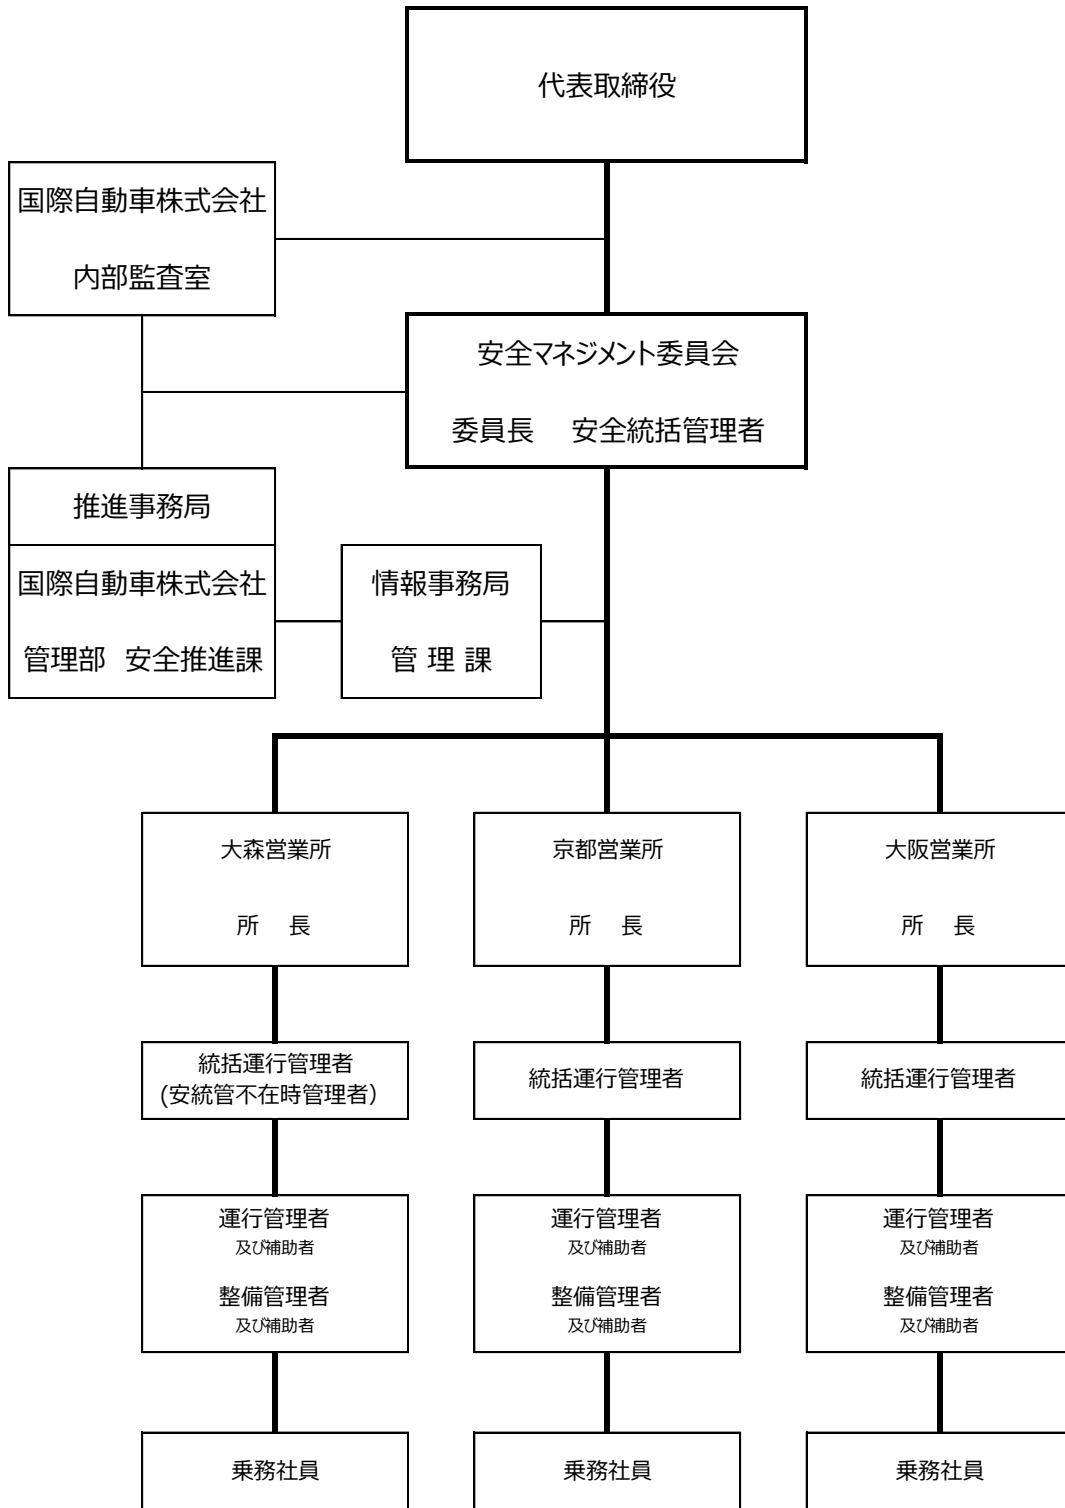 代表取締役
国際自動車株式会社
内部監査室
安全マネジメント委員会
委員長 安全統括管理者
推進事務局
国際自動車株式会社
管理部 安全推進課
情報事務局
管 理 課
大森営業所
所 長
京都営業所
所 長
大阪営業所
所 長
統括運行管理者
(安統管不在時管理者)
統括運行管理者
統括運行管理者
運行管理者
及び補助者
整備管理者
及び補助者
運行管理者
及び補助者
整備管理者
及び補助者
運行管理者
及び補助者
整備管理者
及び補助者
乗務社員
乗務社員
乗務社員